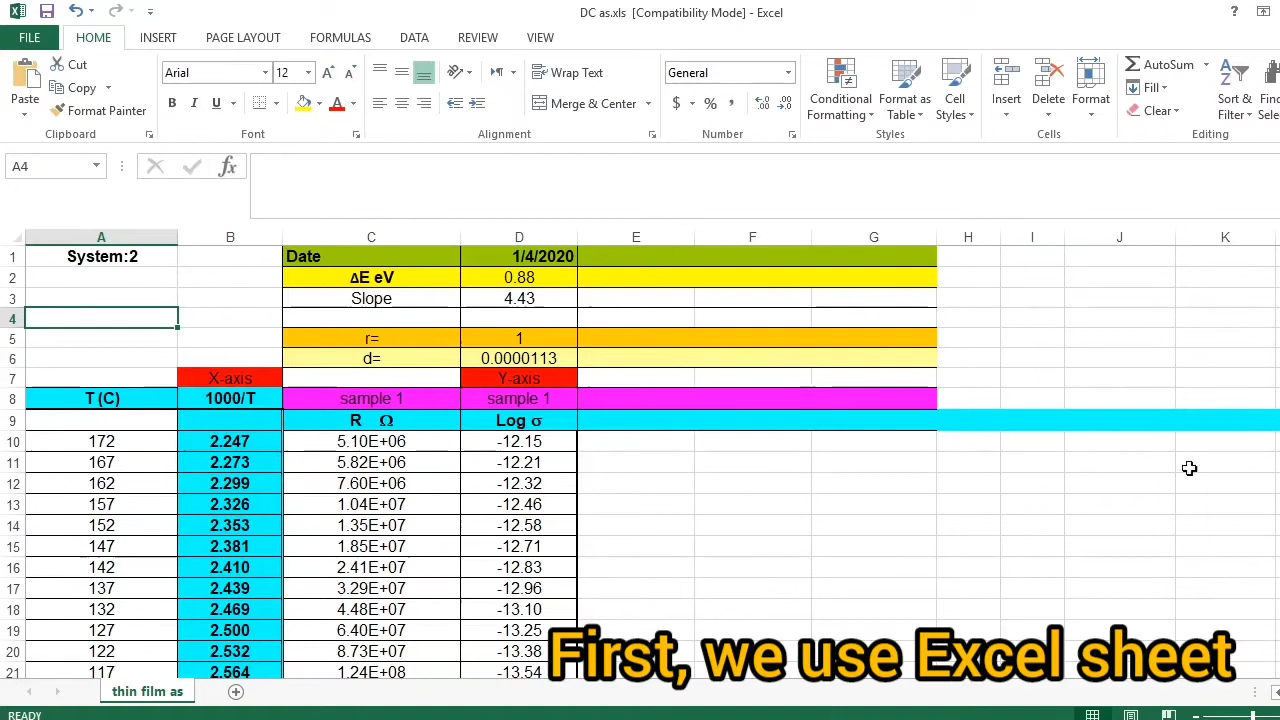 DC as.xls [Compatibility Mode] - Excel
FILE HOME INSERT PAGE LAYOUT FORMULAS DATA REVIEW VIEW
Cut
Copy
Format Painter
Paste
Clipboard
Arial 12
B I U
Font
Wrap Text
Merge & Center
Alignment
General
$ %
Number
Conditional Formatting
Format as Table
Cell Styles
Styles
Insert Delete Format
Cells
AutoSum
Fill
Clear
Sort & Filter
Editing
A4 fx
A B C D E F G H I J K
1 System:2 Date 1/4/2020
2 ΔE eV 0.88
3 Slope 4.43
4
5 r= 1
6 d= 0.0000113
7 X-axis Y-axis
8 T (C) 1000/T sample 1 sample 1
9 R Ω Log σ
10 172 2.247 5.10E+06 -12.15
11 167 2.273 5.82E+06 -12.21
12 162 2.299 7.60E+06 -12.32
13 157 2.326 1.04E+07 -12.46
14 152 2.353 1.35E+07 -12.58
15 147 2.381 1.85E+07 -12.71
16 142 2.410 2.41E+07 -12.83
17 137 2.439 3.29E+07 -12.96
18 132 2.469 4.48E+07 -13.10
19 127 2.500 6.40E+07 -13.25
20 122 2.532 8.73E+07 -13.38
21 117 2.564 1.24E+08 -13.54
First, we use Excel sheet
thin film as
READY